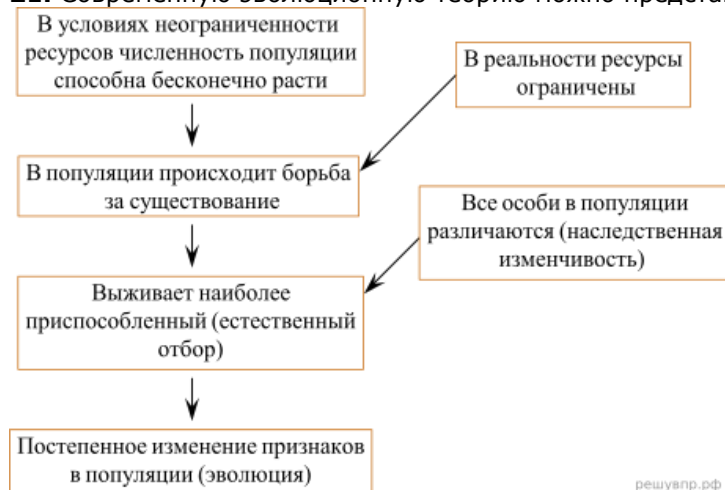 В условиях неограниченности
ресурсов численность популяции
способна бесконечно расти
В реальности ресурсы
ограничены
В популяции происходит борьба
за существование
Все особи в популяции
различаются (наследственная
изменчивость)
Выживает наиболее
приспособленный (естественный
отбор)
Постепенное изменение признаков
в популяции (эволюция)
решувпр.рф